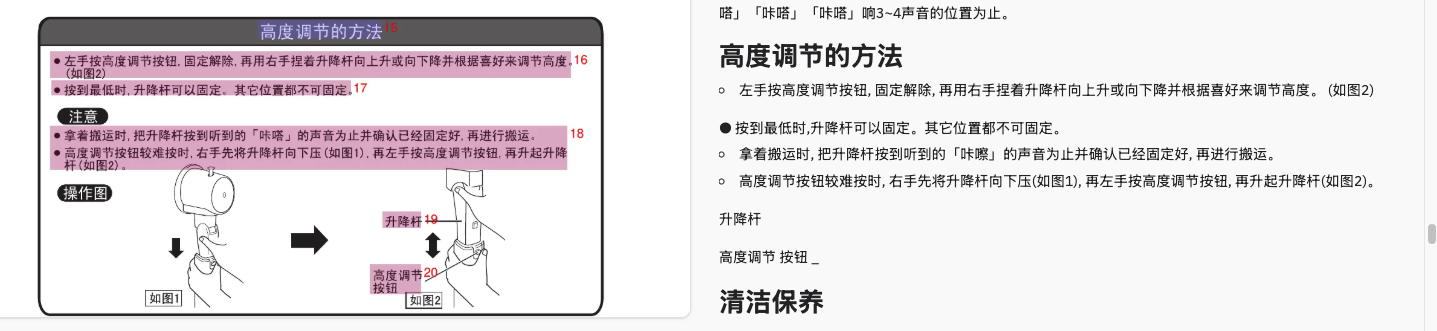 高度调节的方法15
● 左手按高度调节按钮, 固定解除, 再用右手捏着升降杆向上升或向下降并根据喜好来调节高度。16
(如图2)
● 按到最低时, 升降杆可以固定。其它位置都不可固定。17
注意
● 拿着搬运时, 把升降杆按到听到的「咔嗒」的声音为止并确认已经固定好, 再进行搬运。 18
● 高度调节按钮较难按时, 右手先将升降杆向下压(如图1), 再左手按高度调节按钮, 再升起升降
杆(如图2)。
操作图
升降杆19
高度调节20
按钮
如图1
如图2
嗒」「咔嗒」「咔嗒」响3~4声音的位置为止。
高度调节的方法
○ 左手按高度调节按钮, 固定解除, 再用右手捏着升降杆向上升或向下降并根据喜好来调节高度。 (如图2)
● 按到最低时,升降杆可以固定。其它位置都不可固定。
○ 拿着搬运时, 把升降杆按到听到的「咔嚓」的声音为止并确认已经固定好, 再进行搬运。
○ 高度调节按钮较难按时, 右手先将升降杆向下压(如图1), 再左手按高度调节按钮, 再升起升降杆(如图2)。
升降杆
高度调节 按钮 _
清洁保养